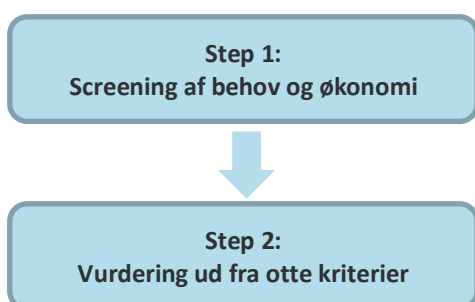 Step 1:
Screening af behov og økonomi
Step 2:
Vurdering ud fra otte kriterier